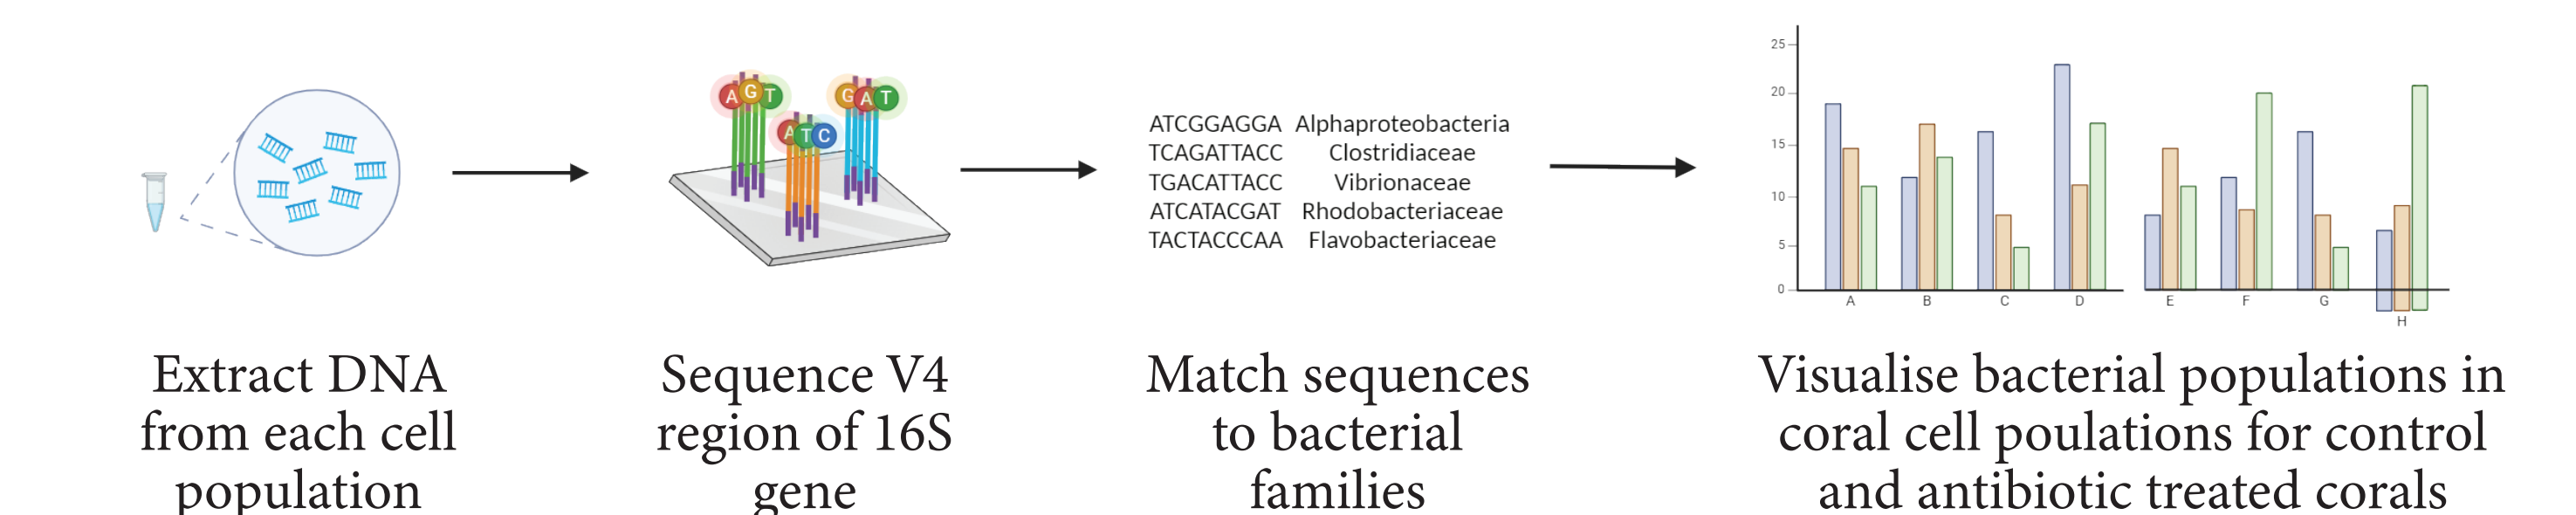 A G T
G A T
A T C
ATCGGAGGA Alphaproteobacteria
TCAGATTACC Clostridiaceae
TGACATTACC Vibrionaceae
ATCATACGAT Rhodobacteriaceae
TACTACCCAA Flavobacteriaceae
25
20
15
10
5
0
A B C D E F G H
Extract DNA
from each cell
population
Sequence V4
region of 16S
gene
Match sequences
to bacterial
families
Visualise bacterial populations in
coral cell poulations for control
and antibiotic treated corals